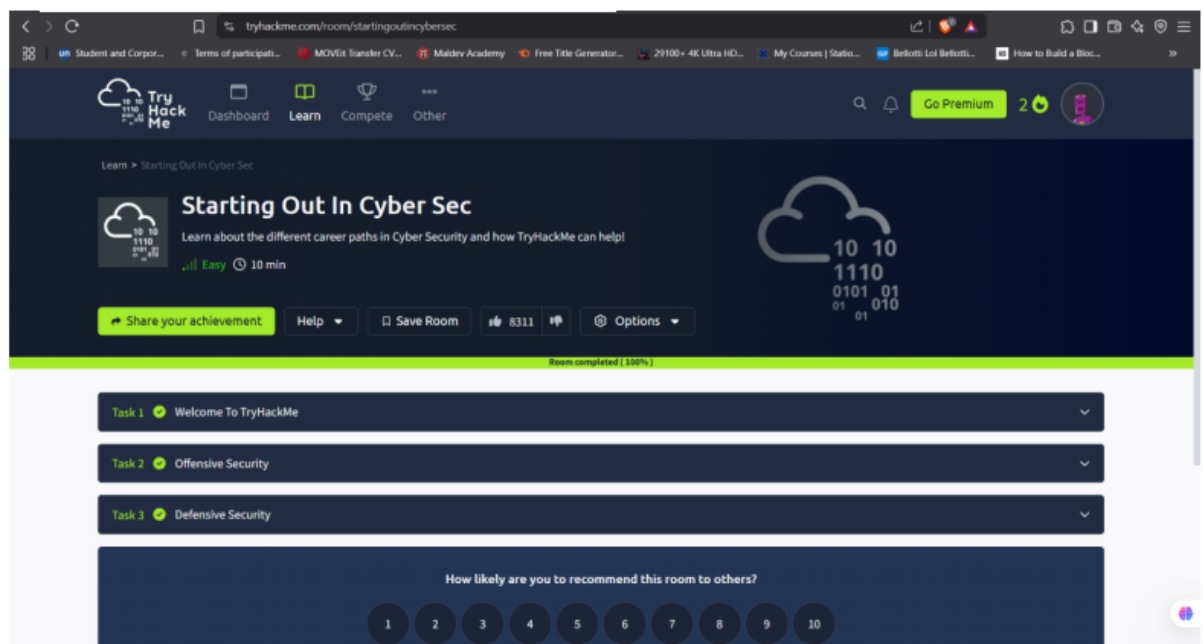 tryhackme.com/room/startingoutincybersec
un Student and Corpor... Terms of participati... MOVEit Transfer CV... Maldev Academy Free Title Generator... 29100+ 4K Ultra HD... My Courses | Statio... Bellotti Lol Bellotti... How to Build a Bloc... »
Try Hack Me
Dashboard Learn Compete Other
Go Premium 2
Learn > Starting Out In Cyber Sec
Starting Out In Cyber Sec
Learn about the different career paths in Cyber Security and how TryHackMe can help!
Easy 10 min
10 10
1110
0101 01
01 010
01
Share your achievement Help Save Room 8311 Options
Room completed ( 100% )
Task 1 Welcome To TryHackMe
Task 2 Offensive Security
Task 3 Defensive Security
How likely are you to recommend this room to others?
1 2 3 4 5 6 7 8 9 10